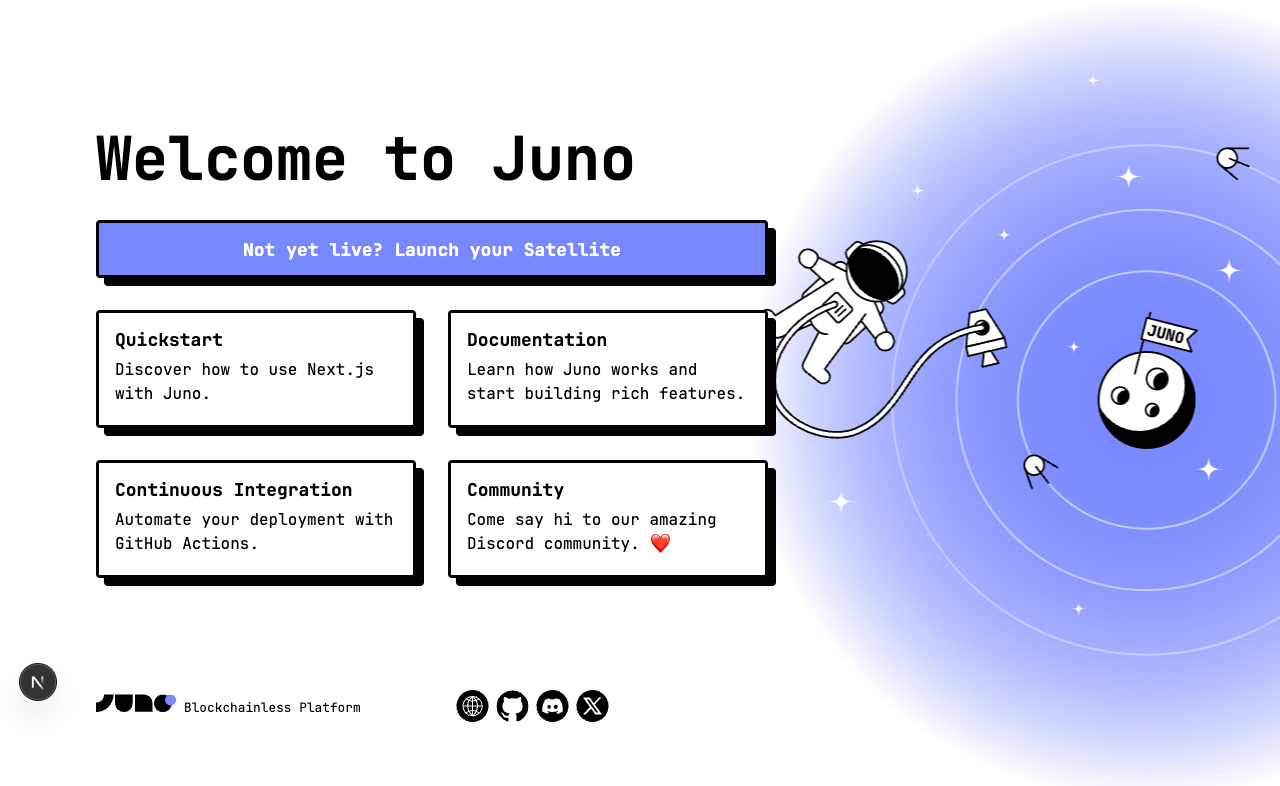 Welcome to Juno
Not yet live? Launch your Satellite
Quickstart
Discover how to use Next.js
with Juno.
Documentation
Learn how Juno works and
start building rich features.
Continuous Integration
Automate your deployment with
GitHub Actions.
Community
Come say hi to our amazing
Discord community. ❤️
JUNO
N
JUNO
Blockchainless Platform